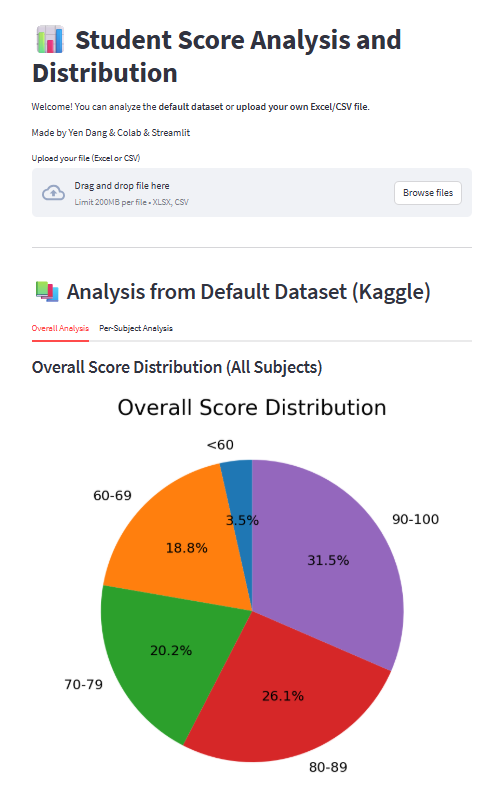 Student Score Analysis and
Distribution
Welcome! You can analyze the default dataset or upload your own Excel/CSV file.
Made by Yen Dang & Colab & Streamlit
Upload your file (Excel or CSV)
Drag and drop file here
Limit 200MB per file • XLSX, CSV
Browse files
Analysis from Default Dataset (Kaggle)
Overall Analysis
Per-Subject Analysis
Overall Score Distribution (All Subjects)
Overall Score Distribution
<60
60-69
90-100
3.5%
18.8%
31.5%
20.2%
70-79
26.1%
80-89